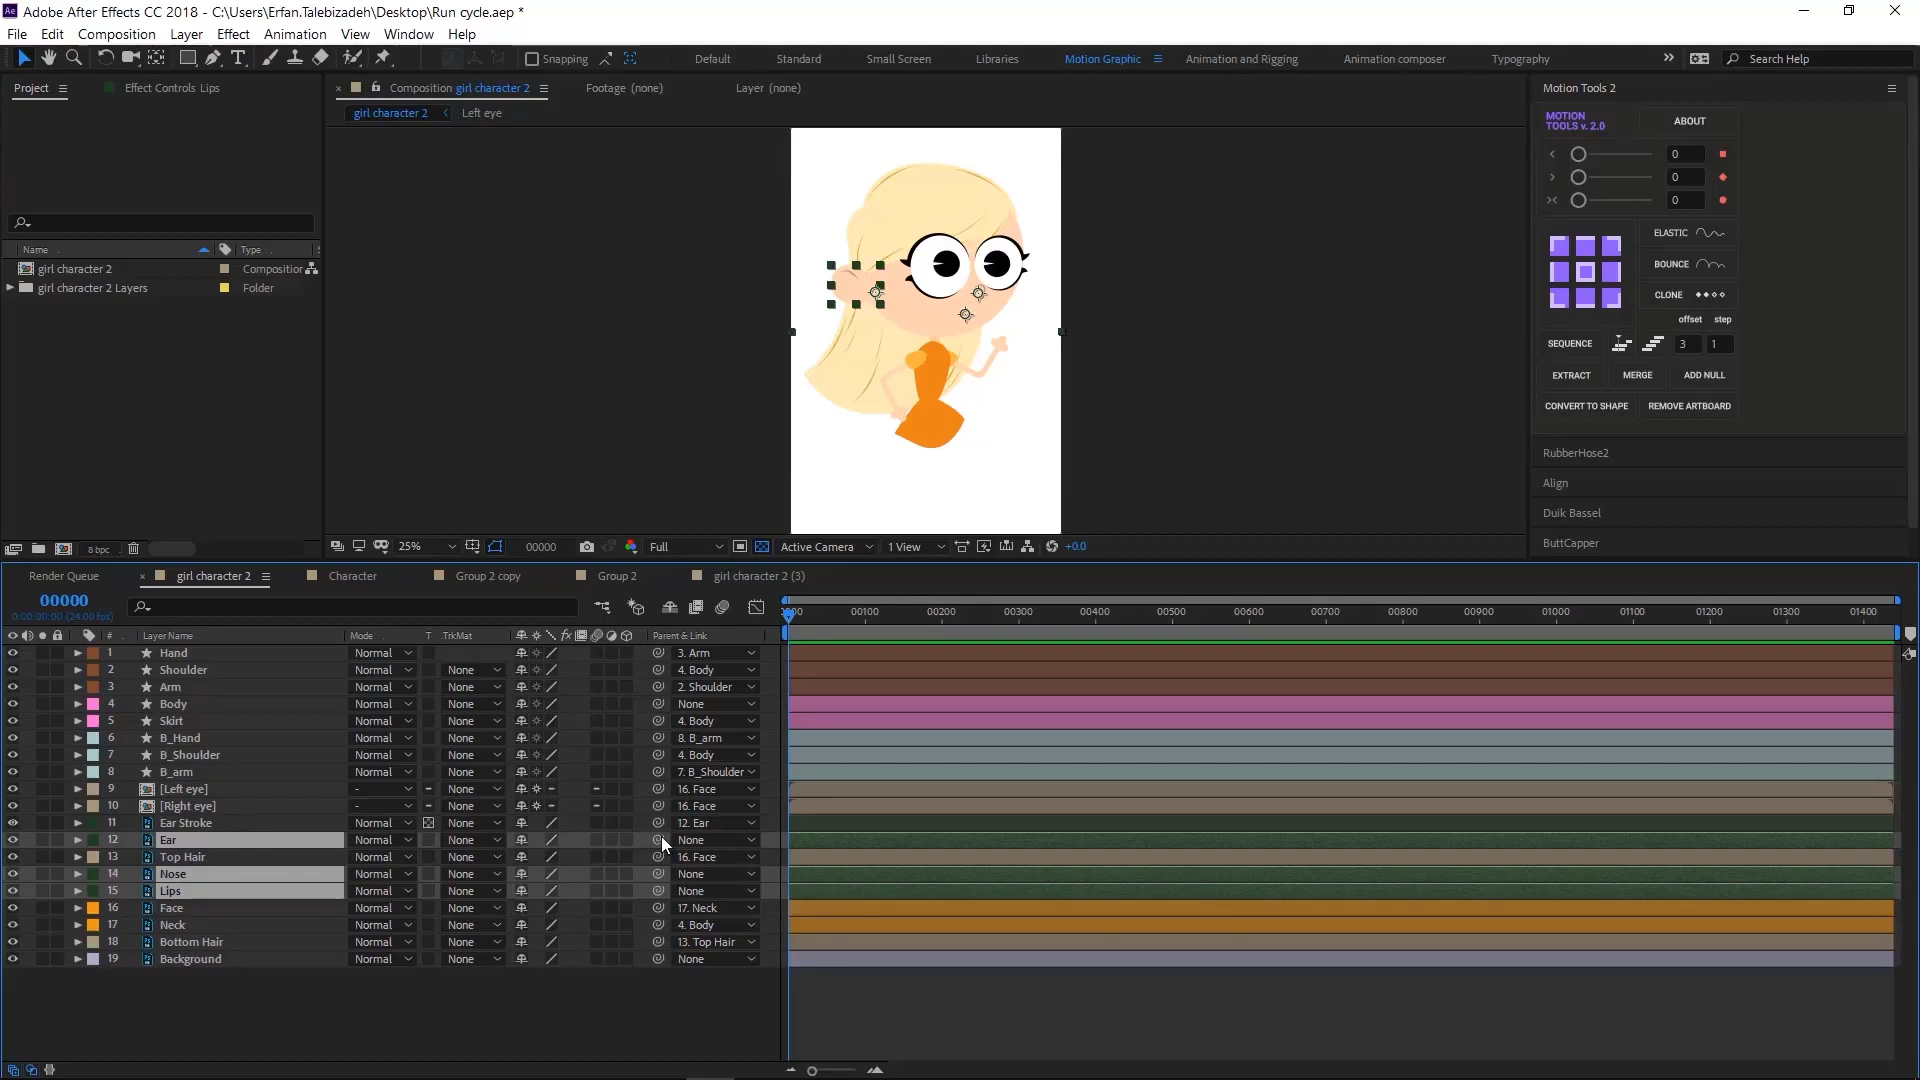 Adobe After Effects CC 2018 - C:\Users\Erfan.Talebizadeh\Desktop\Run cycle.aep *
File Edit Composition Layer Effect Animation View Window Help
Snapping Default Standard Small Screen Libraries Motion Graphic Animation and Rigging Animation composer Typography Search Help
Project Effect Controls Lips
Composition girl character 2 Footage (none) Layer (none)
girl character 2 Left eye
Name Type
girl character 2 Composition
girl character 2 Layers Folder
8 bpc
25% 00000 Full Active Camera 1 View +0.0
Motion Tools 2
MOTION
TOOLS v. 2.0 ABOUT
0
0
0
ELASTIC
BOUNCE
CLONE
offset step
SEQUENCE 3 1
EXTRACT MERGE ADD NULL
CONVERT TO SHAPE REMOVE ARTBOARD
RubberHose2
Align
Duik Bassel
ButtCapper
Render Queue girl character 2 Character Group 2 copy Group 2 girl character 2 (3)
00000
0:00:00:00 (24.00 fps)
00100 00200 00300 00400 00500 00600 00700 00800 00900 01000 01100 01200 01300 01400
# Layer Name Mode T .TrkMat fx Parent & Link
1 Hand Normal 3. Arm
2 Shoulder Normal None 4. Body
3 Arm Normal None 2. Shoulder
4 Body Normal None None
5 Skirt Normal None 4. Body
6 B_Hand Normal None 8. B_arm
7 B_Shoulder Normal None 4. Body
8 B_arm Normal None 7. B_Shoulder
9 [Left eye] - None 16. Face
10 [Right eye] - None 16. Face
11 Ear Stroke Normal None 12. Ear
12 Ear Normal None None
13 Top Hair Normal None 16. Face
14 Nose Normal None None
15 Lips Normal None None
16 Face Normal None 17. Neck
17 Neck Normal None 4. Body
18 Bottom Hair Normal None 13. Top Hair
19 Background Normal None None